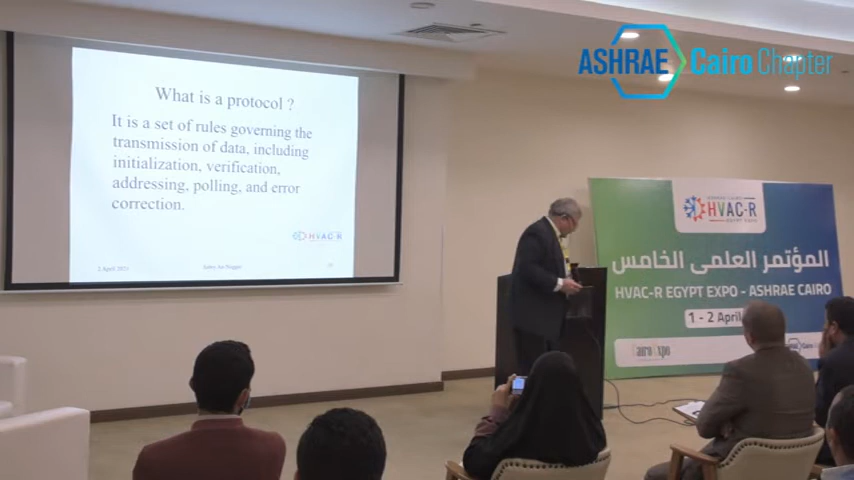 ASHRAE Cairo Chapter
What is a protocol ?
It is a set of rules governing the
transmission of data, including
initialization, verification,
addressing, polling, and error
correction.
HVAC-R
HVAC-R
المؤتمر العلمى الخامس
HVAC-R EGYPT EXPO - ASHRAE CAIRO
1 - 2 April